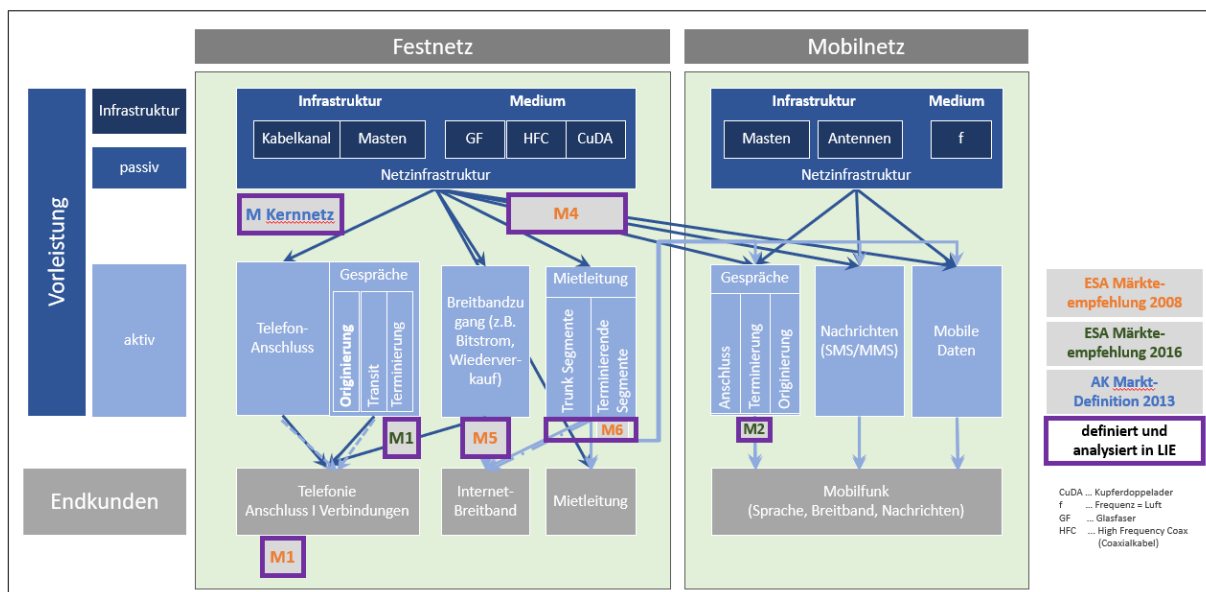 Festnetz
Mobilnetz
Vorleistung
Infrastruktur
passiv
aktiv
Endkunden
Infrastruktur
Medium
Kabelkanal
Masten
GF
HFC
CuDA
Netzinfrastruktur
Infrastruktur
Medium
Masten
Antennen
f
Netzinfrastruktur
M Kernnetz
M4
Telefon-
Anschluss
Gespräche
Originierung
Transit
Terminierung
Breitbandzu
gang (z.B.
Bitstrom,
Wiederver-
kauf)
Mietleitung
Trunk Segmente
Terminierende
Segmente
Gespräche
Anschluss
Terminierung
Originierung
Nachrichten
(SMS/MMS)
Mobile
Daten
M1
M5
M6
M2
Telefonie
Anschluss I Verbindungen
Internet-
Breitband
Mietleitung
Mobilfunk
(Sprache, Breitband, Nachrichten)
M1
ESA Märkte-
empfehlung 2008
ESA Märkte-
empfehlung 2016
AK Markt-
Definition 2013
definiert und
analysiert in LIE
CuDA ... Kupferdoppelader
f ... Frequenz = Luft
GF ... Glasfaser
HFC ... High Frequency Coax
(Coaxialkabel)